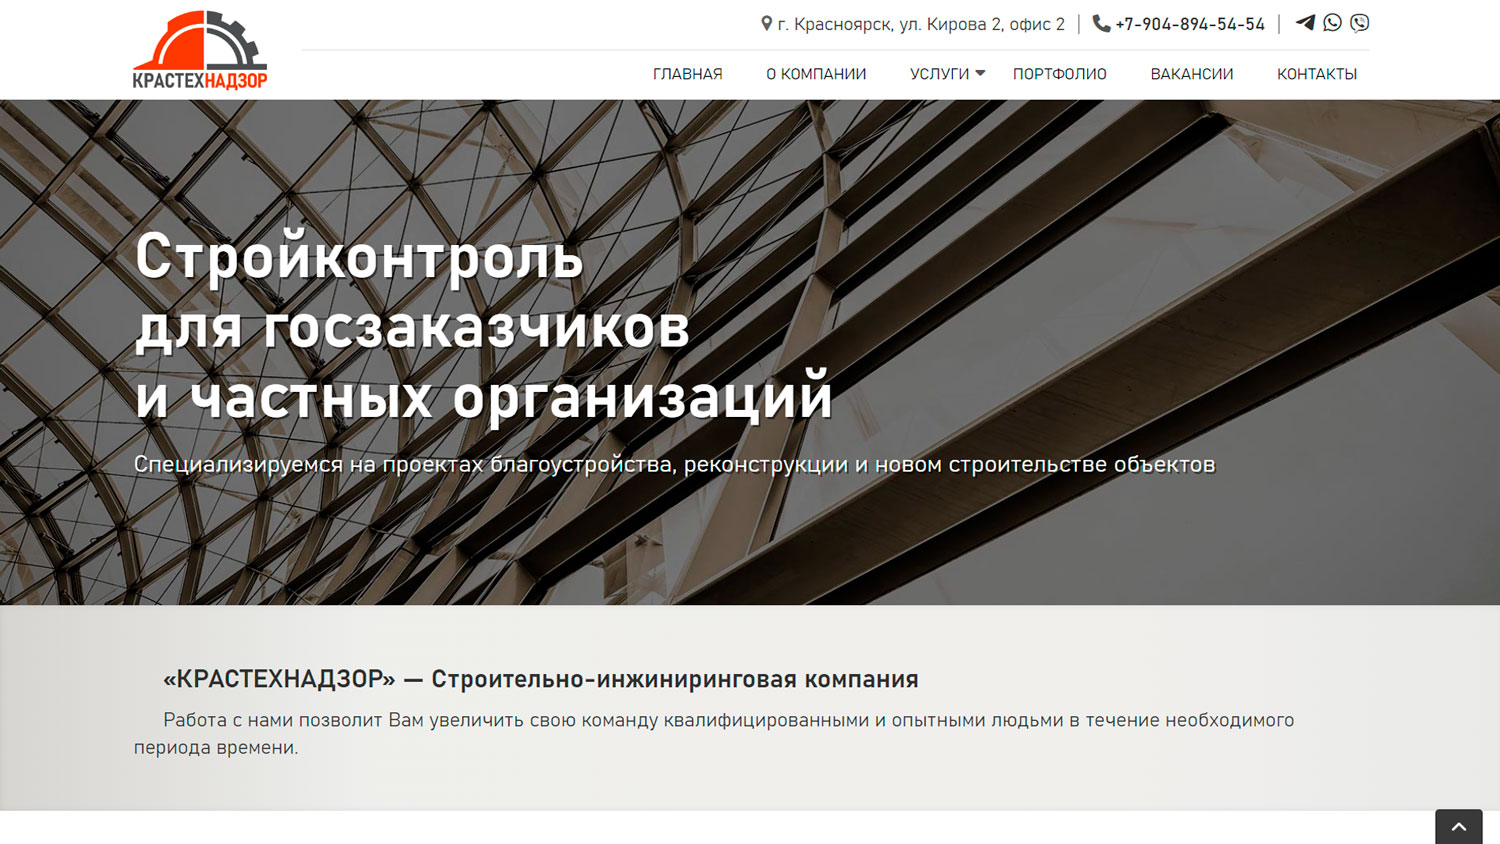 КРАСТЕХНАДЗОР
г. Красноярск, ул. Кирова 2, офис 2 | +7-904-894-54-54 |
ГЛАВНАЯ О КОМПАНИИ УСЛУГИ ПОРТФОЛИО ВАКАНСИИ КОНТАКТЫ
Стройконтроль
для госзаказчиков
и частных организаций
Специализируемся на проектах благоустройства, реконструкции и новом строительстве объектов
«КРАСТЕХНАДЗОР» — Строительно-инжиниринговая компания
Работа с нами позволит Вам увеличить свою команду квалифицированными и опытными людьми в течение необходимого
периода времени.